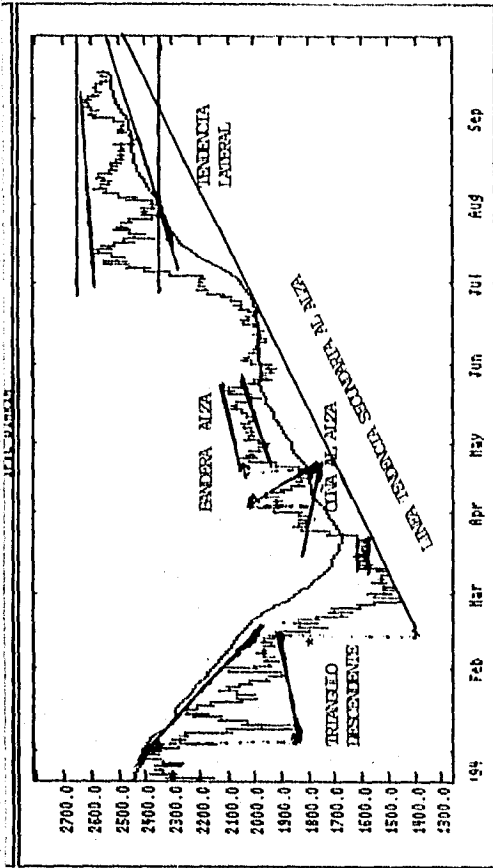 TRIANGULO
DESCENDENTE
BANDERA ALZA
CUÑA AL ALZA
LINEA TENDENCIA SECUNDARIA AL ALZA
TENDENCIA
LATERAL
2700.0
2600.0
2500.0
2400.0
2300.0
2200.0
2100.0
2000.0
1900.0
1800.0
1700.0
1600.0
1500.0
1400.0
1300.0
'94
Feb
Mar
Apr
May
Jun
Jul
Aug
Sep